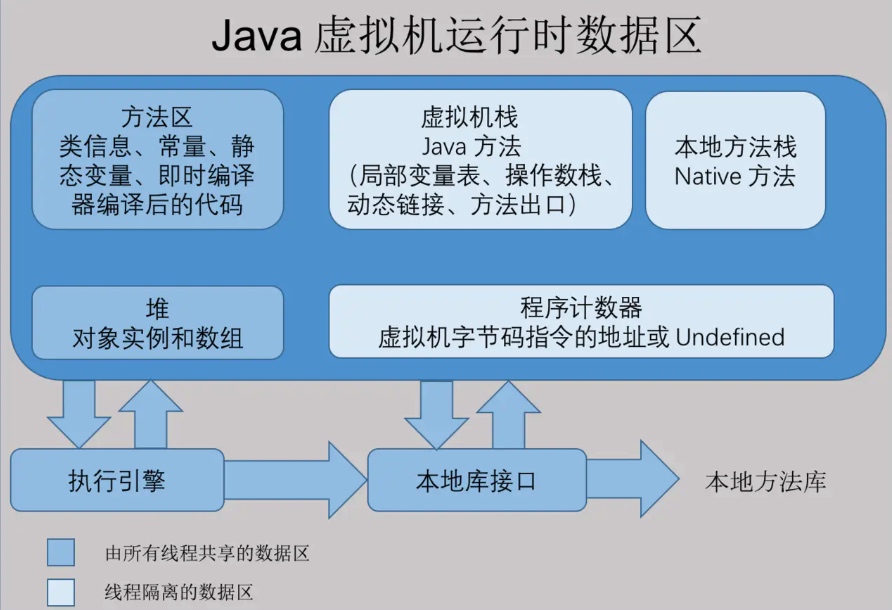 Java 虚拟机运行时数据区
方法区
类信息、常量、静
态变量、即时编译
器编译后的代码
虚拟机栈
Java 方法
（局部变量表、操作数栈、
动态链接、方法出口）
本地方法栈
Native 方法
堆
对象实例和数组
程序计数器
虚拟机字节码指令的地址或 Undefined
执行引擎
本地库接口
本地方法库
由所有线程共享的数据区
线程隔离的数据区